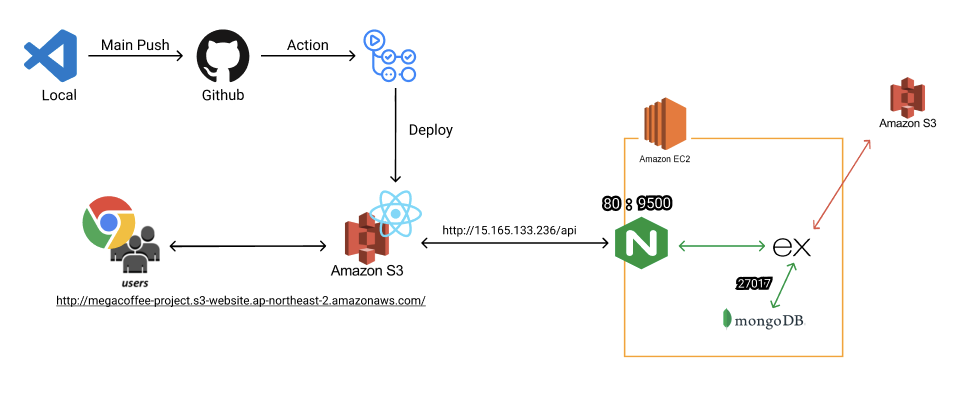 Main Push
Action
Local
Github
Deploy
Amazon S3
Amazon EC2
80 : 9500
http://15.165.133.236/api
N
ex
Amazon S3
users
27017
mongoDB
http://megacoffee-project.s3-website.ap-northeast-2.amazonaws.com/